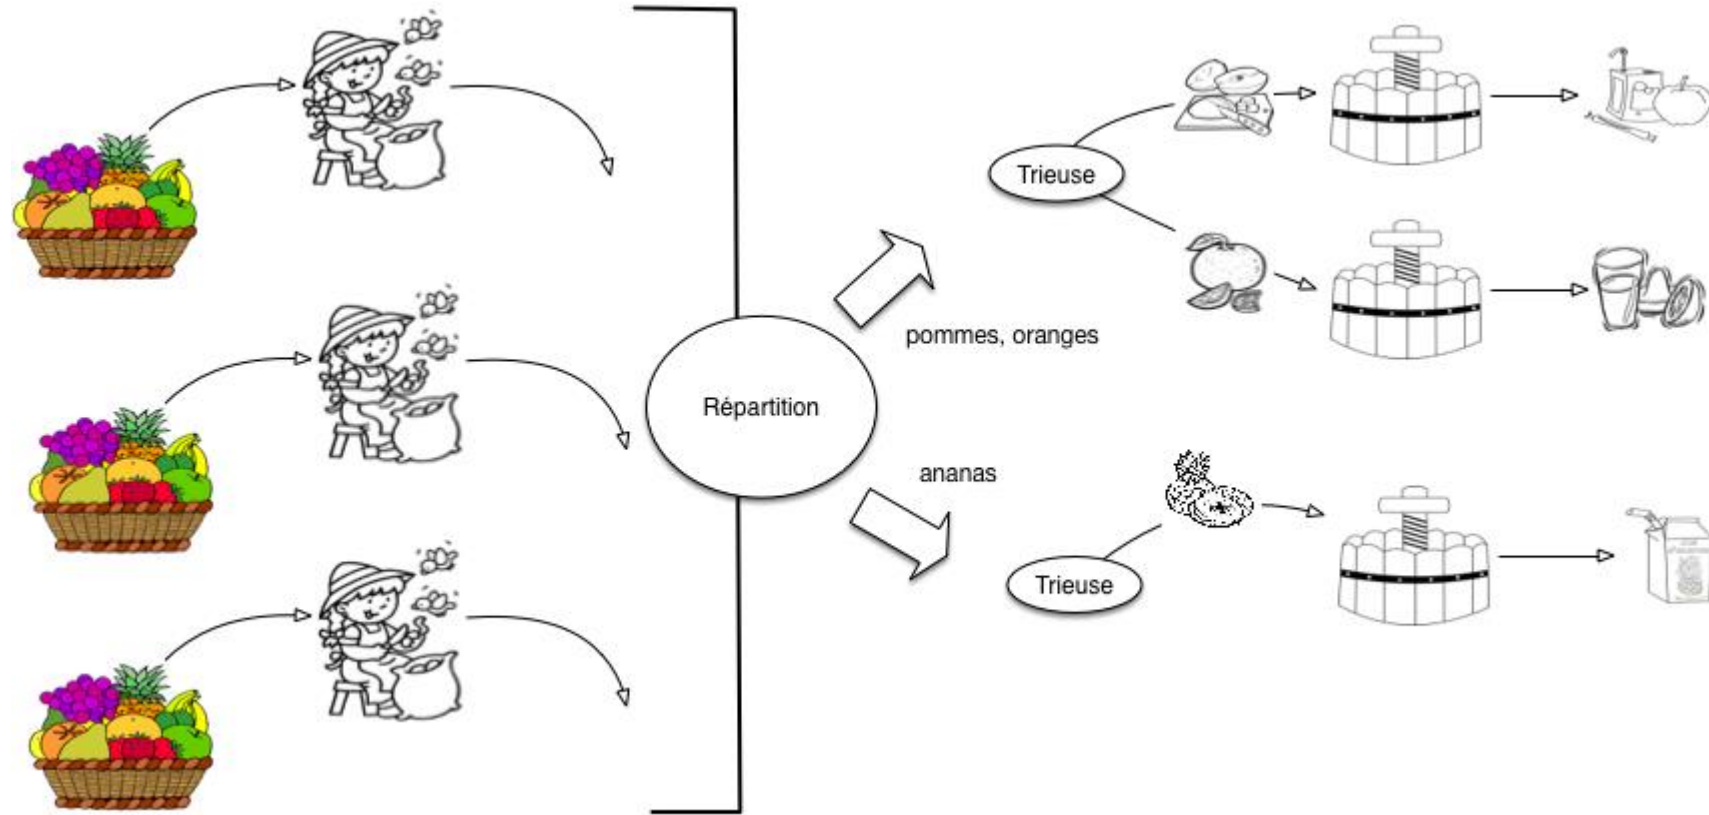 Trieuse
pommes, oranges
Répartition
ananas
Trieuse